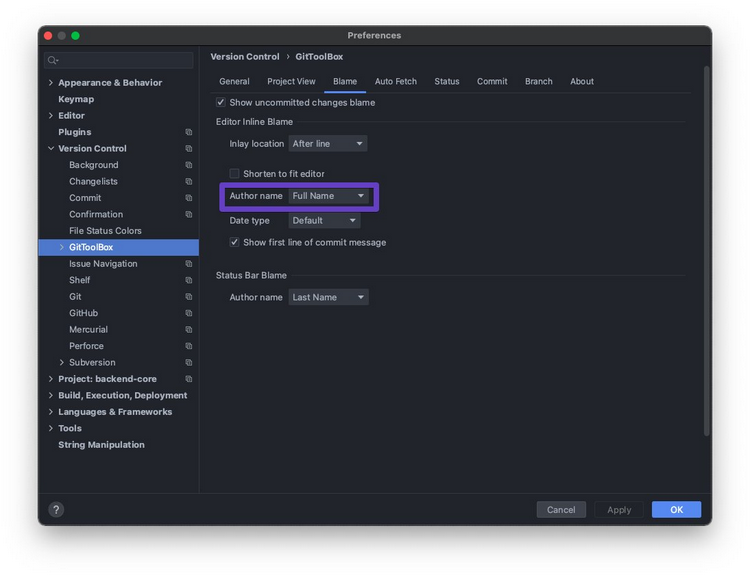 Preferences
Version Control › GitToolBox
General Project View Blame Auto Fetch Status Commit Branch About
Appearance & Behavior
Keymap
Editor
Plugins
Version Control
Background
Changelists
Commit
Confirmation
File Status Colors
GitToolBox
Issue Navigation
Shelf
Git
GitHub
Mercurial
Perforce
Subversion
Project: backend-core
Build, Execution, Deployment
Languages & Frameworks
Tools
String Manipulation
Show uncommitted changes blame
Editor Inline Blame
Inlay location After line
Shorten to fit editor
Author name Full Name
Date type Default
Show first line of commit message
Status Bar Blame
Author name Last Name
?
Cancel Apply OK